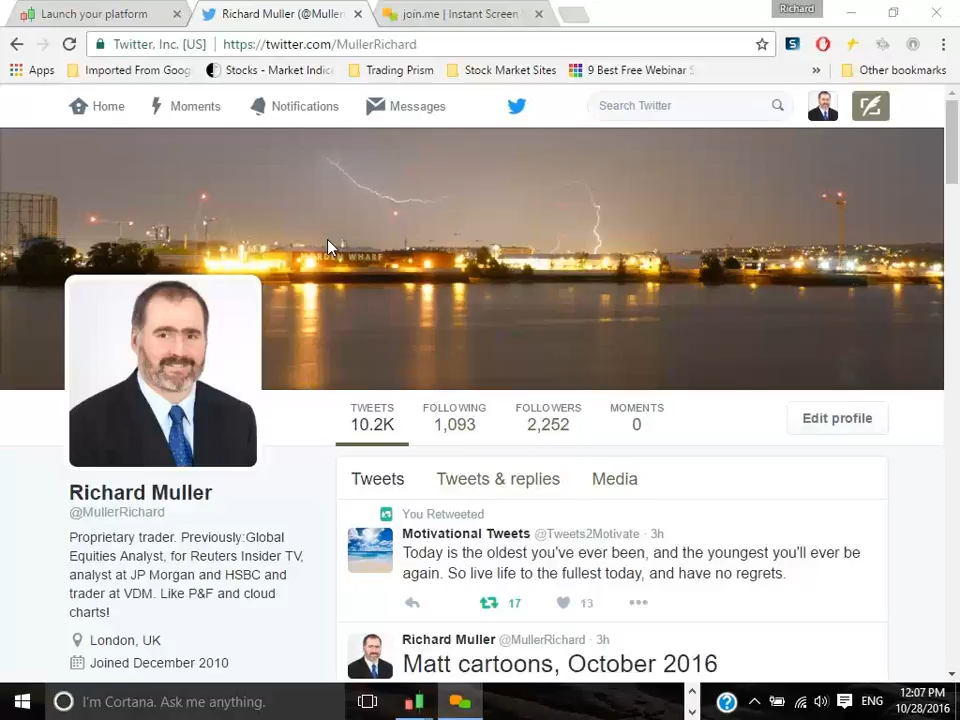 Launch your platform
Richard Muller (@Muller
join.me | Instant Screen
Richard
Twitter, Inc. [US]
https://twitter.com/MullerRichard
Apps
Imported From Goog
Stocks - Market Indic
Trading Prism
Stock Market Sites
9 Best Free Webinar S
»
Other bookmarks
Home
Moments
Notifications
Messages
Search Twitter
MORDEN WHARF
TWEETS
FOLLOWING
FOLLOWERS
MOMENTS
10.2K
1,093
2,252
0
Edit profile
Tweets
Tweets & replies
Media
Richard Muller
@MullerRichard
Proprietary trader. Previously:Global
Equities Analyst, for Reuters Insider TV,
analyst at JP Morgan and HSBC and
trader at VDM. Like P&F and cloud
charts!
London, UK
Joined December 2010
You Retweeted
Motivational Tweets @Tweets2Motivate · 3h
Today is the oldest you've ever been, and the youngest you'll ever be
again. So live life to the fullest today, and have no regrets.
17
13
Richard Muller @MullerRichard · 3h
Matt cartoons, October 2016
I'm Cortana. Ask me anything.
ENG
12:07 PM
10/28/2016